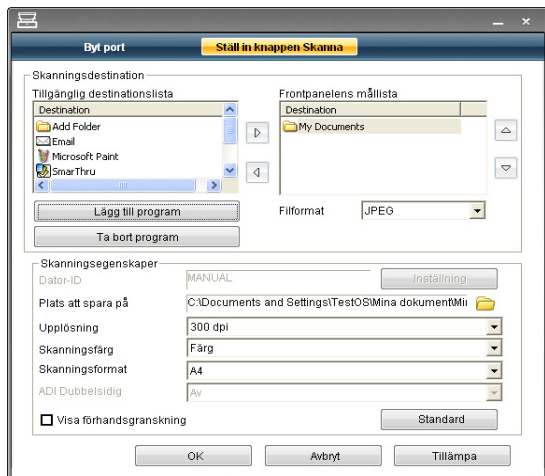 Byt port
Ställ in knappen Skanna
Skanningsdestination
Tillgänglig destinationslista
Destination
Add Folder
Email
Microsoft Paint
SmarThru
Lägg till program
Ta bort program
Frontpanelens mållista
Destination
My Documents
Filformat
JPEG
Skanningsegenskaper
Dator-ID
MANUAL
Inställning
Plats att spara på
C:\Documents and Settings\TestOS\Mina dokument\Mii
Upplösning
300 dpi
Skanningsfärg
Färg
Skanningsformat
A4
ADI Dubbelsidig
Av
Visa förhandsgranskning
Standard
OK
Avbryt
Tillämpa